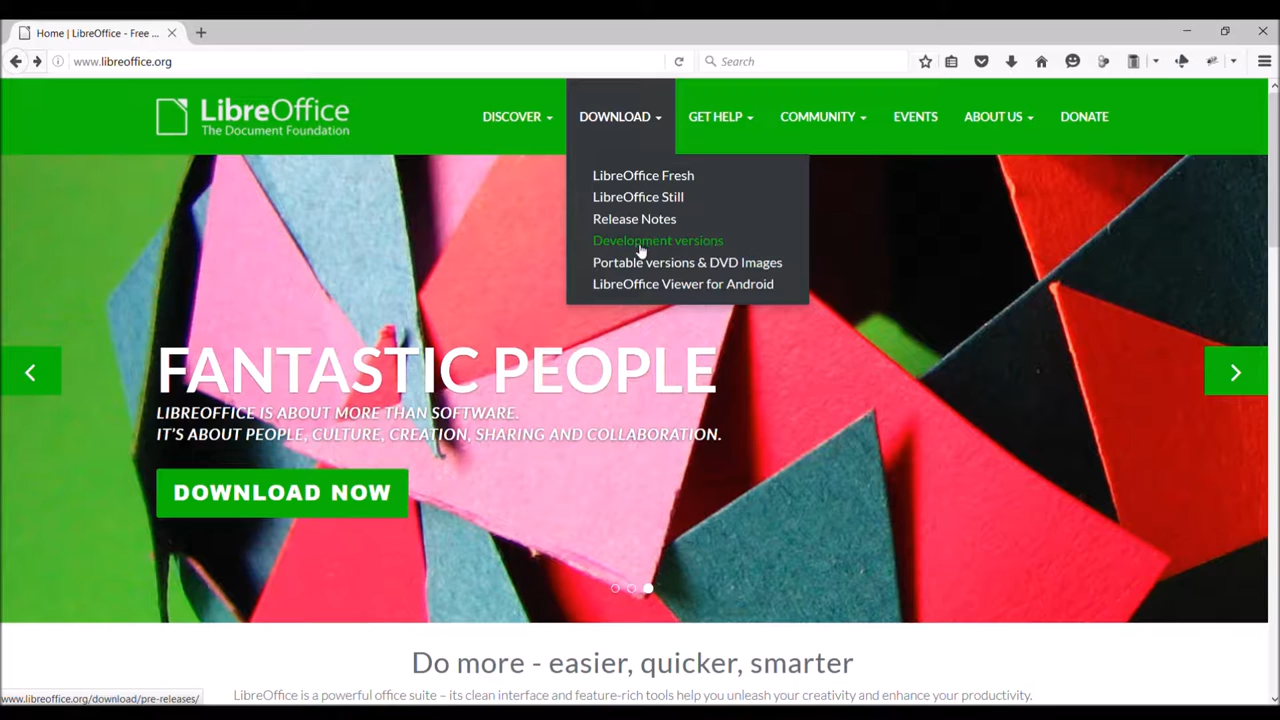 Home | LibreOffice - Free ...
www.libreoffice.org
Search
LibreOffice
The Document Foundation
DISCOVER
DOWNLOAD
GET HELP
COMMUNITY
EVENTS
ABOUT US
DONATE
LibreOffice Fresh
LibreOffice Still
Release Notes
Development versions
Portable versions & DVD Images
LibreOffice Viewer for Android
FANTASTIC PEOPLE
LIBREOFFICE IS ABOUT MORE THAN SOFTWARE.
IT'S ABOUT PEOPLE, CULTURE, CREATION, SHARING AND COLLABORATION.
DOWNLOAD NOW
Do more - easier, quicker, smarter
LibreOffice is a powerful office suite – its clean interface and feature-rich tools help you unleash your creativity and enhance your productivity.
www.libreoffice.org/download/pre-releases/